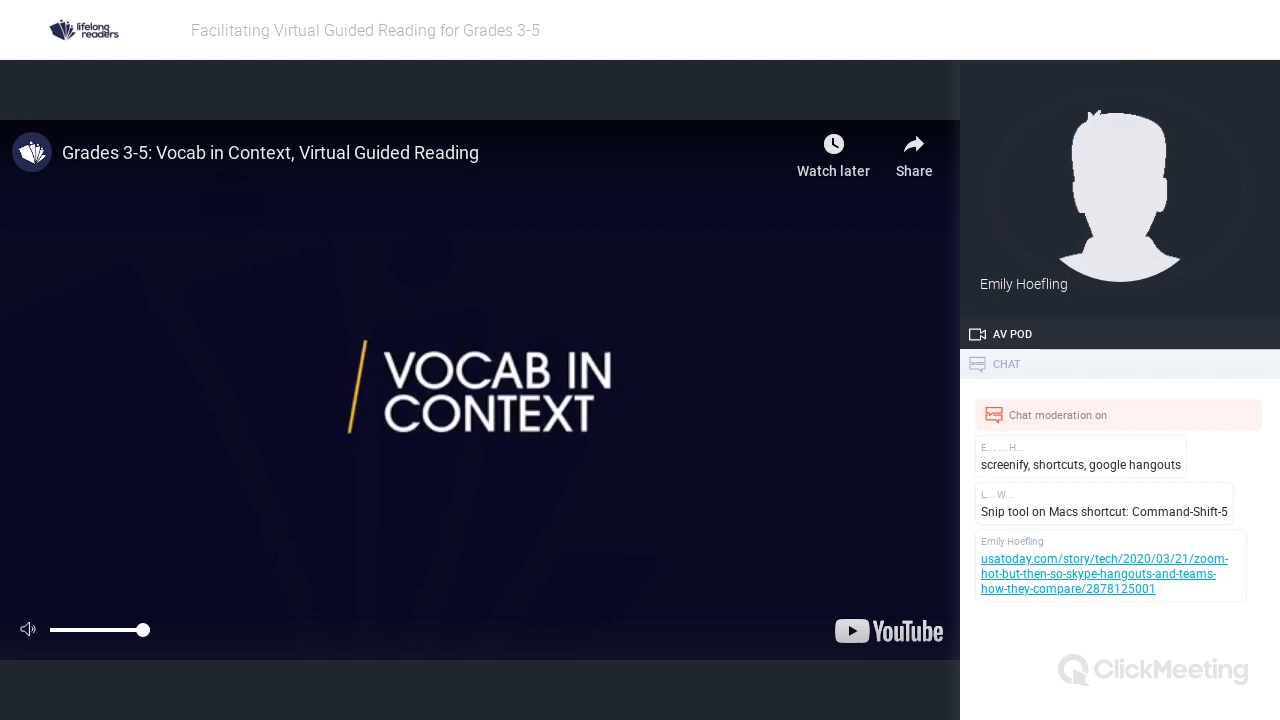 lifelong
readers
Facilitating Virtual Guided Reading for Grades 3-5
Grades 3-5: Vocab in Context, Virtual Guided Reading
Watch later
Share
VOCAB IN
CONTEXT
YouTube
Emily Hoefling
AV POD
CHAT
Chat moderation on
E... ... H...
screenify, shortcuts, google hangouts
L... W...
Snip tool on Macs shortcut: Command-Shift-5
Emily Hoefling
usatoday.com/story/tech/2020/03/21/zoom-
hot-but-then-so-skype-hangouts-and-teams-
how-they-compare/2878125001
ClickMeeting